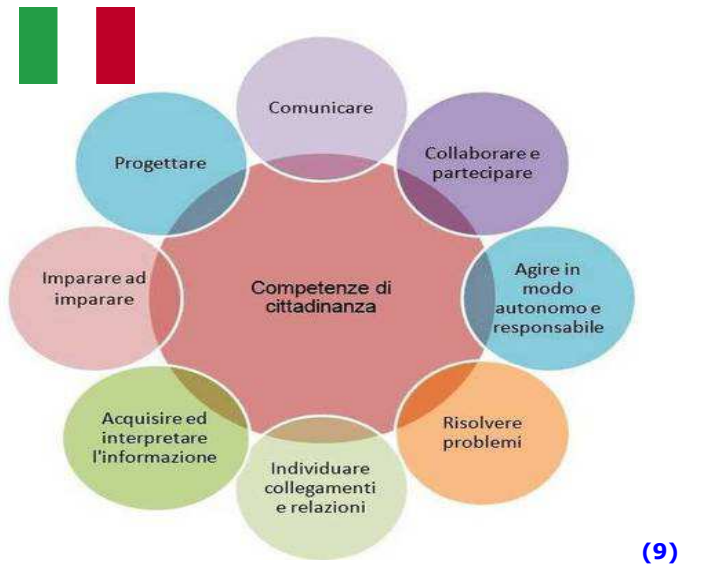 Comunicare
Collaborare e
partecipare
Progettare
Agire in
modo
autonomo e
responsabile
Imparare ad
imparare
Competenze di
cittadinanza
Risolvere
problemi
Acquisire ed
interpretare
l'informazione
Individuare
collegamenti
e relazioni
(9)